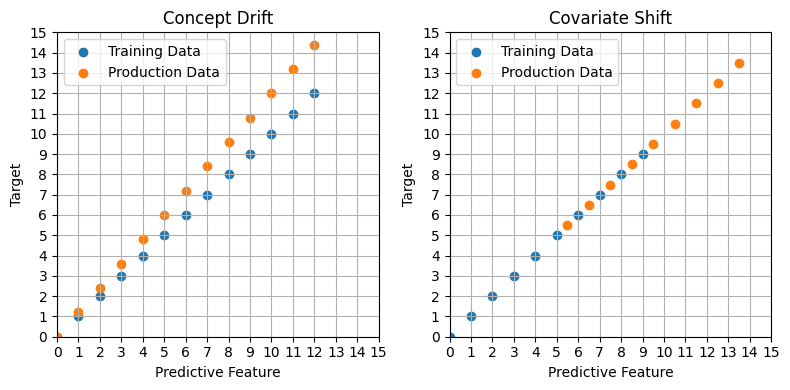 Concept Drift
Training Data
Production Data
15
14
13
12
11
10
9
8
7
6
5
4
3
2
1
0
Target
0 1 2 3 4 5 6 7 8 9 10 11 12 13 14 15
Predictive Feature
Covariate Shift
Training Data
Production Data
15
14
13
12
11
10
9
8
7
6
5
4
3
2
1
0
Target
0 1 2 3 4 5 6 7 8 9 10 11 12 13 14 15
Predictive Feature